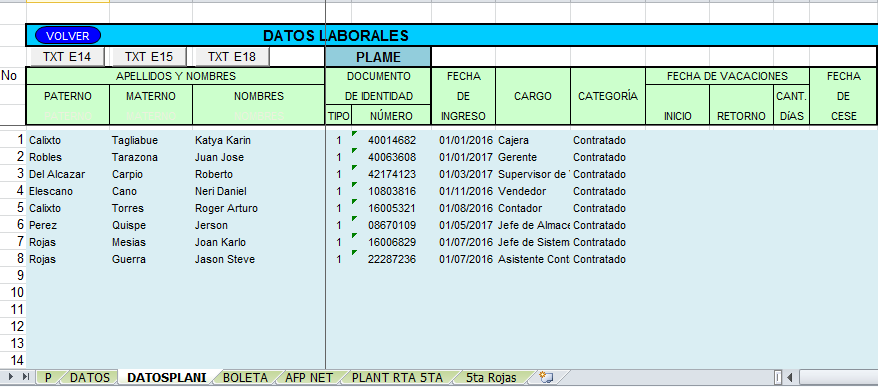 VOLVER DATOS LABORALES
TXT E14 TXT E15 TXT E18 PLAME
No APELLIDOS Y NOMBRES DOCUMENTO FECHA FECHA DE VACACIONES FECHA
PATERNO MATERNO NOMBRES DE IDENTIDAD DE CARGO CATEGORÍA CANT. DE
TIPO NÚMERO INGRESO INICIO RETORNO DíAS CESE
1 Calixto Tagliabue Katya Karin 1 40014682 01/01/2016 Cajera Contratado
2 Robles Tarazona Juan Jose 1 40063608 01/01/2017 Gerente Contratado
3 Del Alcazar Carpio Roberto 1 42174123 01/03/2017 Supervisor de Contratado
4 Elescano Cano Neri Daniel 1 10803816 01/11/2016 Vendedor Contratado
5 Calixto Torres Roger Arturo 1 16005321 01/08/2016 Contador Contratado
6 Perez Quispe Jerson 1 08670109 01/05/2017 Jefe de Almace Contratado
7 Rojas Mesias Joan Karlo 1 16006829 01/07/2016 Jefe de Sistem Contratado
8 Rojas Guerra Jason Steve 1 22287236 01/07/2016 Asistente Cont Contratado
9
10
11
12
13
14
P DATOS DATOSPLANI BOLETA AFP NET PLANT RTA 5TA 5ta Rojas